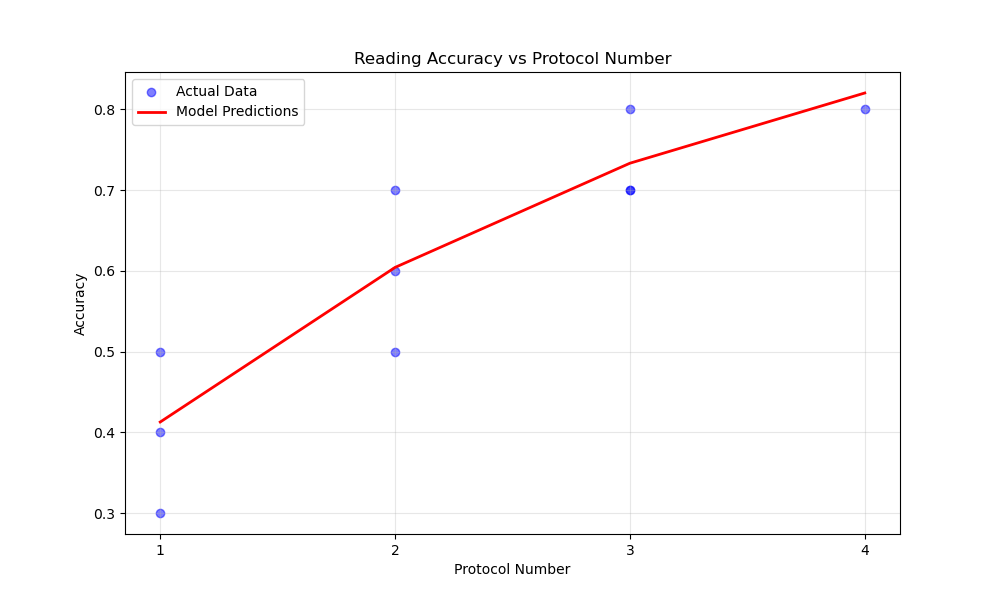 Reading Accuracy vs Protocol Number
Actual Data
Model Predictions
0.8
0.7
0.6
0.5
0.4
0.3
Accuracy
1 2 3 4
Protocol Number